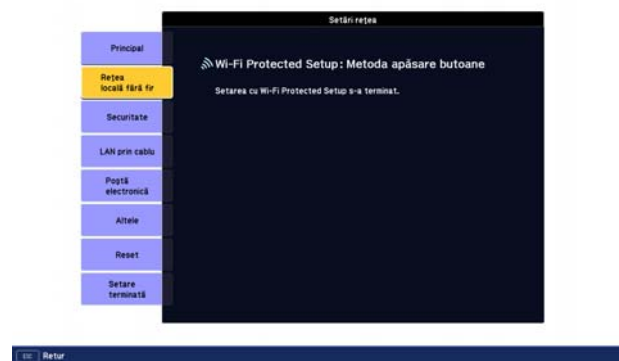 Setări rețea
Principal
Rețea
locală fără fir
Securitate
LAN prin cablu
Poștă
electronică
Altele
Reset
Setare
terminată
Wi-Fi Protected Setup: Metoda apăsare butoane
Setarea cu Wi-Fi Protected Setup s-a terminat.
Esc Retur